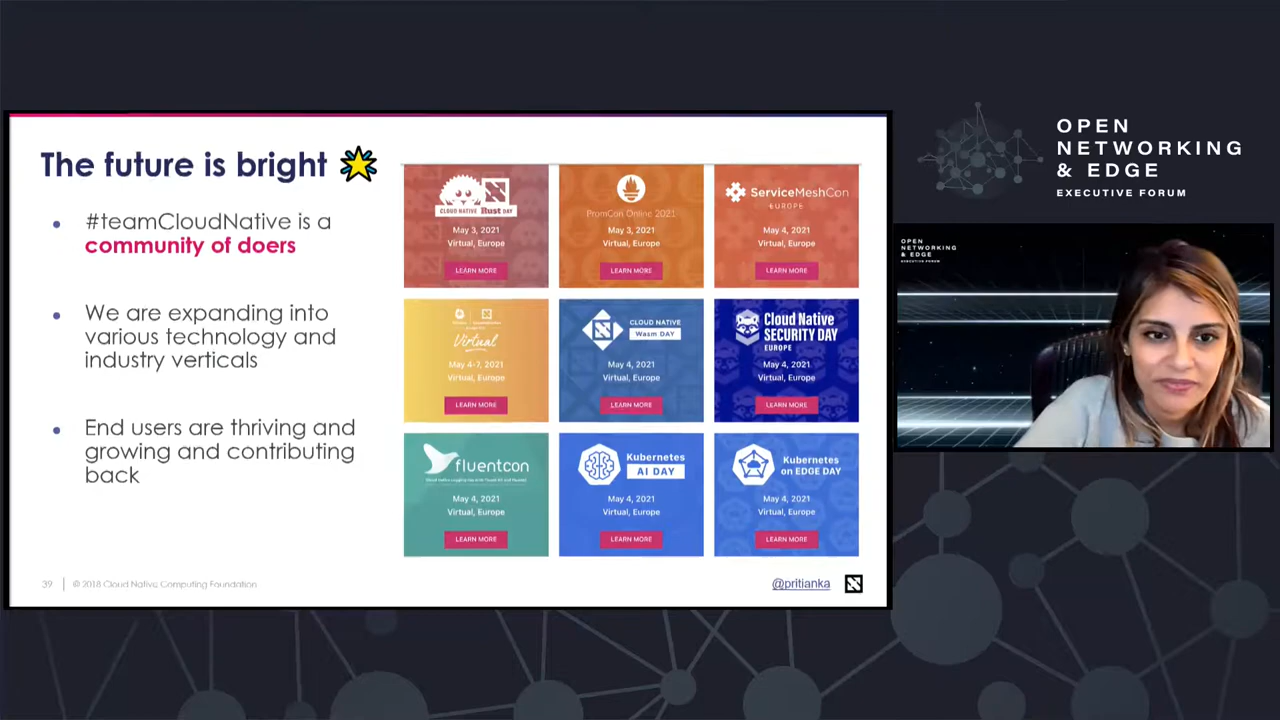 The future is bright
#teamCloudNative is a
community of doers
We are expanding into
various technology and
industry verticals
End users are thriving and
growing and contributing
back
CLOUD NATIVE Rust DAY
May 3, 2021
Virtual, Europe
LEARN MORE
PromCon Online 2021
May 3, 2021
Virtual, Europe
LEARN MORE
ServiceMeshCon
EUROPE
May 4, 2021
Virtual, Europe
LEARN MORE
Virtual
May 4-7, 2021
Virtual, Europe
LEARN MORE
CLOUD NATIVE
Wasm DAY
May 4, 2021
Virtual, Europe
LEARN MORE
Cloud Native
SECURITY DAY
EUROPE
May 4, 2021
Virtual, Europe
LEARN MORE
fluentcon
May 4, 2021
Virtual, Europe
LEARN MORE
Kubernetes
AI DAY
May 4, 2021
Virtual, Europe
LEARN MORE
Kubernetes
on EDGE DAY
May 4, 2021
Virtual, Europe
LEARN MORE
39
© 2018 Cloud Native Computing Foundation
@pritianka
OPEN
NETWORKING
& EDGE
EXECUTIVE FORUM
OPEN
NETWORKING
& EDGE
EXECUTIVE FORUM